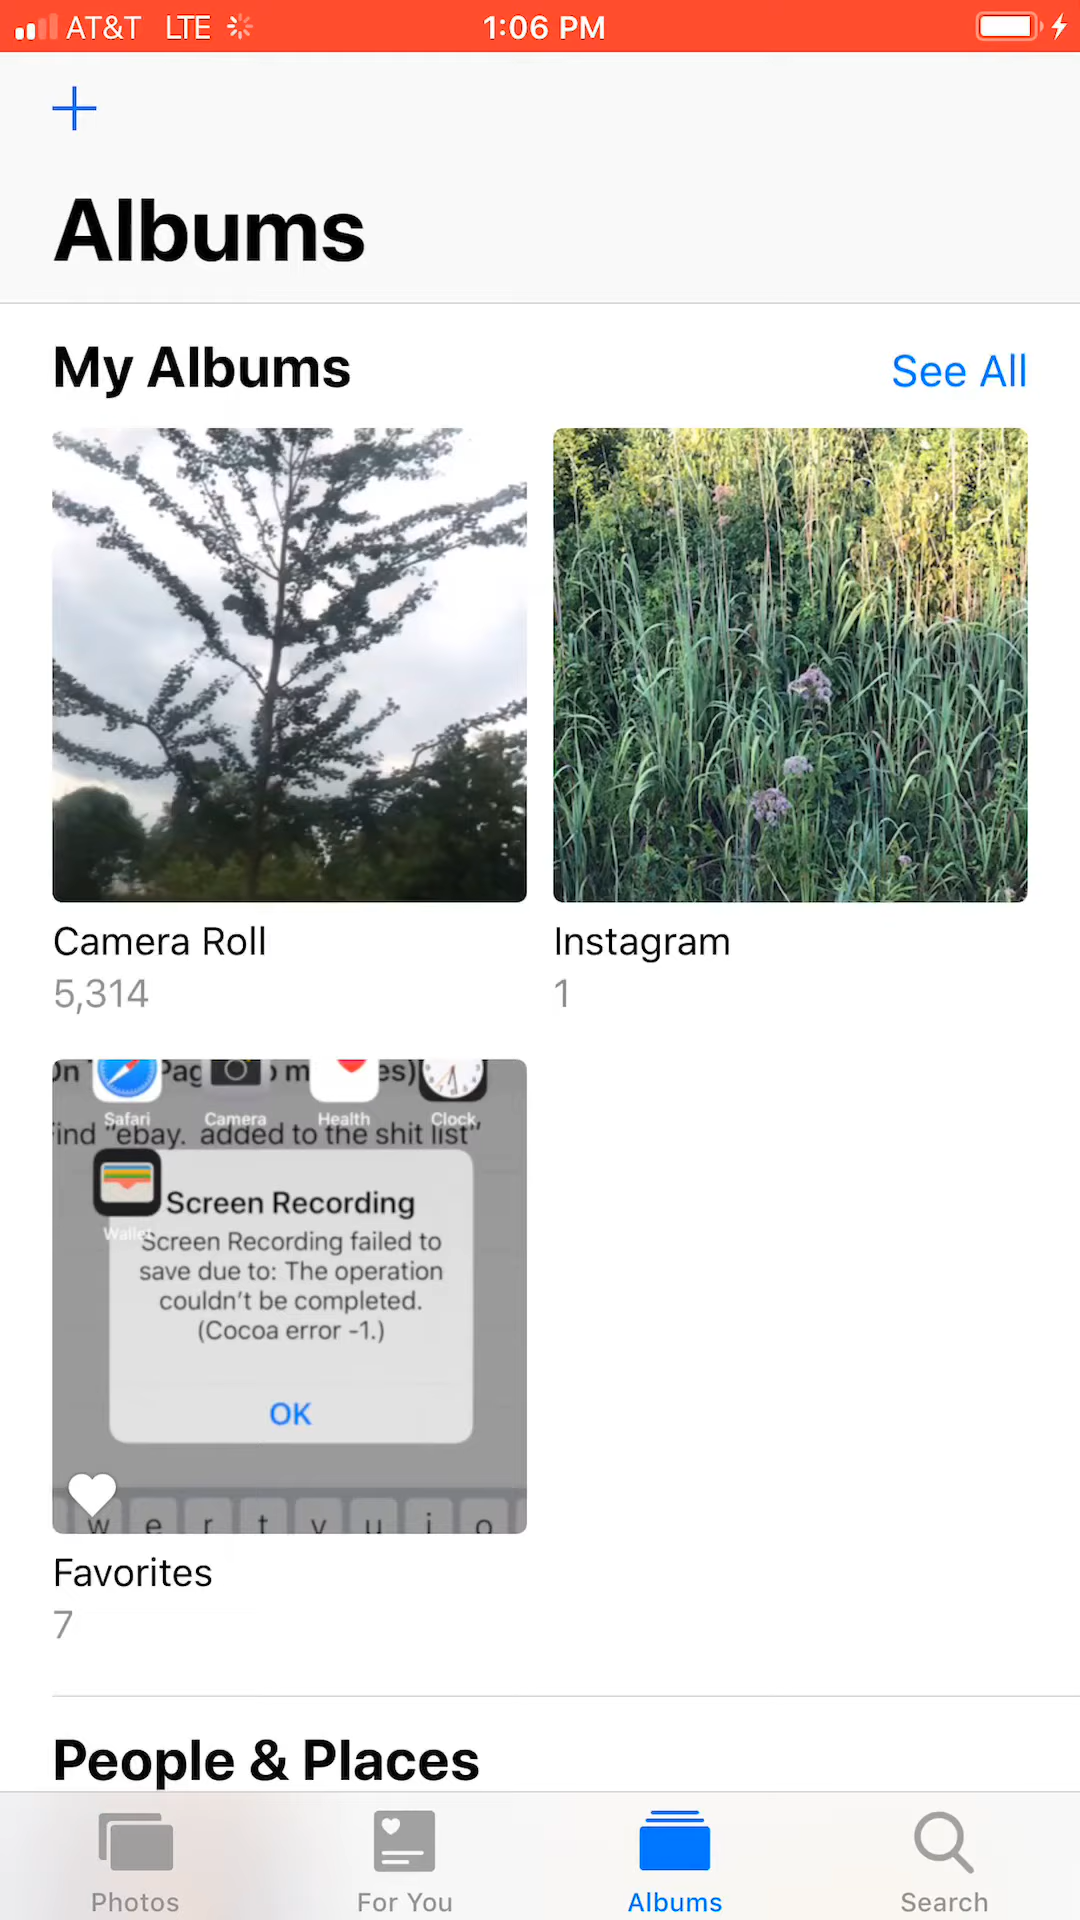 AT&T LTE 1:06 PM
Albums
My Albums See All
Camera Roll Instagram
5,314 1
Safari Camera Health Clock
"ebay. added to the shit list"
Wallet
Screen Recording
Screen Recording failed to
save due to: The operation
couldn't be completed.
(Cocoa error -1.)
OK
w e r t y u i o
Favorites
7
People & Places
Photos For You Albums Search